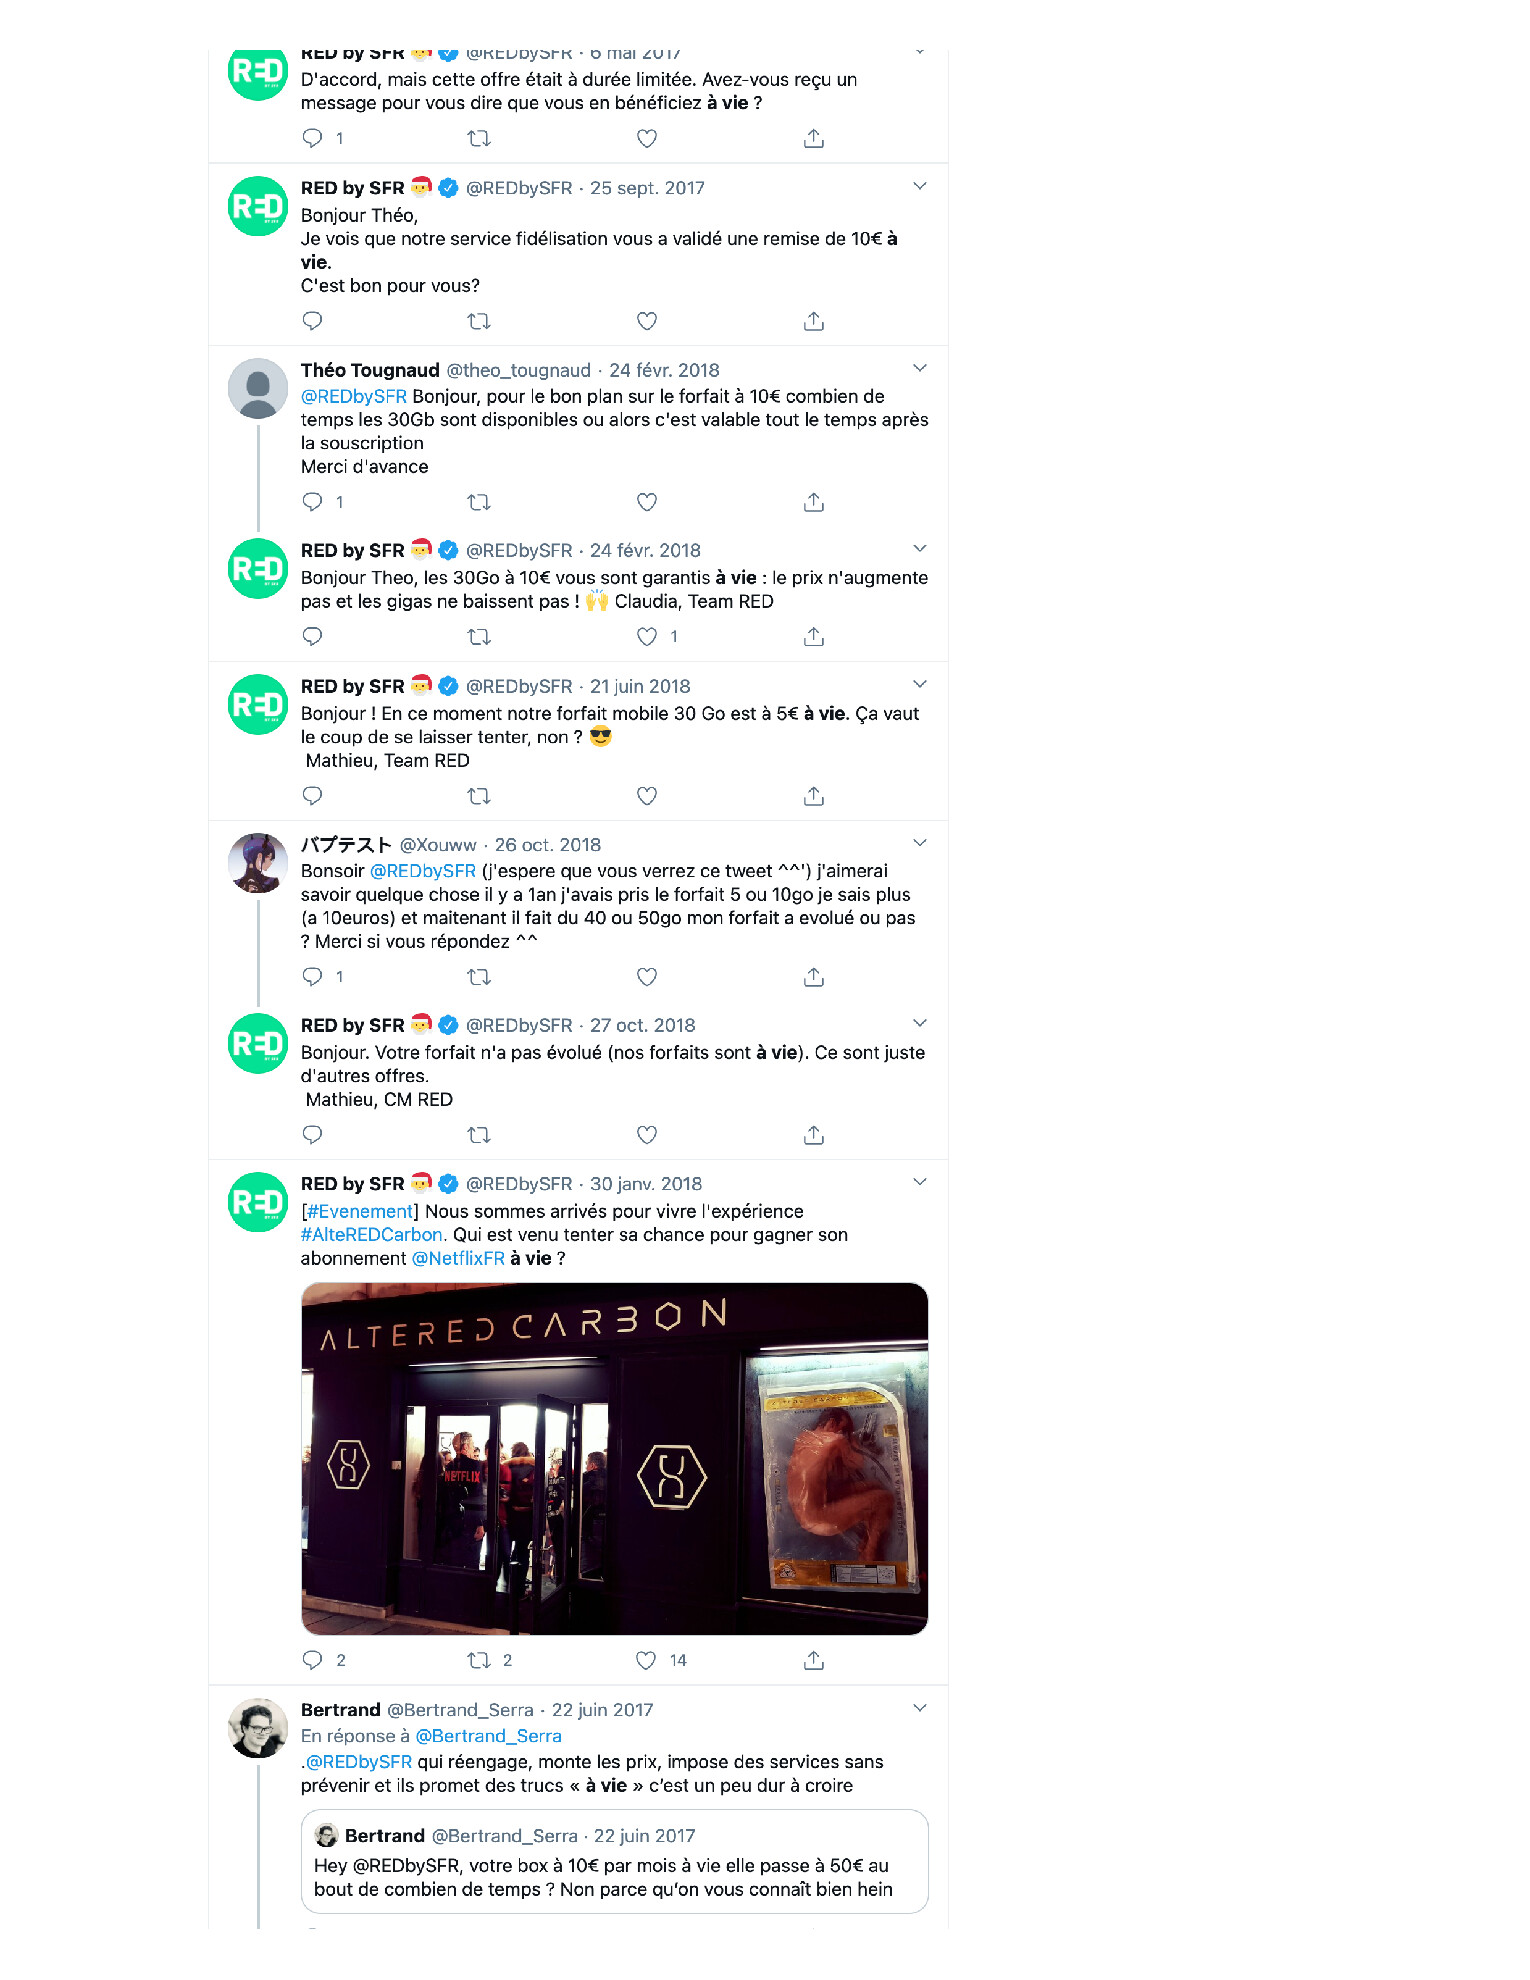 RED by SFR @REDbySFR · 6 mai 2017
D'accord, mais cette offre était à durée limitée. Avez-vous reçu un
message pour vous dire que vous en bénéficiez à vie ?
1
RED by SFR @REDbySFR · 25 sept. 2017
Bonjour Théo,
Je vois que notre service fidélisation vous a validé une remise de 10€ à
vie.
C'est bon pour vous?
Théo Tougnaud @theo_tougnaud · 24 févr. 2018
@REDbySFR Bonjour, pour le bon plan sur le forfait à 10€ combien de
temps les 30Gb sont disponibles ou alors c'est valable tout le temps après
la souscription
Merci d'avance
1
RED by SFR @REDbySFR · 24 févr. 2018
Bonjour Theo, les 30Go à 10€ vous sont garantis à vie : le prix n'augmente
pas et les gigas ne baissent pas ! 🙌 Claudia, Team RED
1
RED by SFR @REDbySFR · 21 juin 2018
Bonjour ! En ce moment notre forfait mobile 30 Go est à 5€ à vie. Ça vaut
le coup de se laisser tenter, non ? 😎
Mathieu, Team RED
バプテスト @Xouww · 26 oct. 2018
Bonsoir @REDbySFR (j'espere que vous verrez ce tweet ^^') j'aimerai
savoir quelque chose il y a 1an j'avais pris le forfait 5 ou 10go je sais plus
(a 10euros) et maitenant il fait du 40 ou 50go mon forfait a evolué ou pas
? Merci si vous répondez ^^
1
RED by SFR @REDbySFR · 27 oct. 2018
Bonjour. Votre forfait n'a pas évolué (nos forfaits sont à vie). Ce sont juste
d'autres offres.
Mathieu, CM RED
RED by SFR @REDbySFR · 30 janv. 2018
[#Evenement] Nous sommes arrivés pour vivre l'expérience
#AlteREDCarbon. Qui est venu tenter sa chance pour gagner son
abonnement @NetflixFR à vie ?
ALTERED CARBON
NETFLIX
2 2 14
Bertrand @Bertrand_Serra · 22 juin 2017
En réponse à @Bertrand_Serra
.@REDbySFR qui réengage, monte les prix, impose des services sans
prévenir et ils promet des trucs « à vie » c'est un peu dur à croire
Bertrand @Bertrand_Serra · 22 juin 2017
Hey @REDbySFR, votre box à 10€ par mois à vie elle passe à 50€ au
bout de combien de temps ? Non parce qu'on vous connaît bien hein